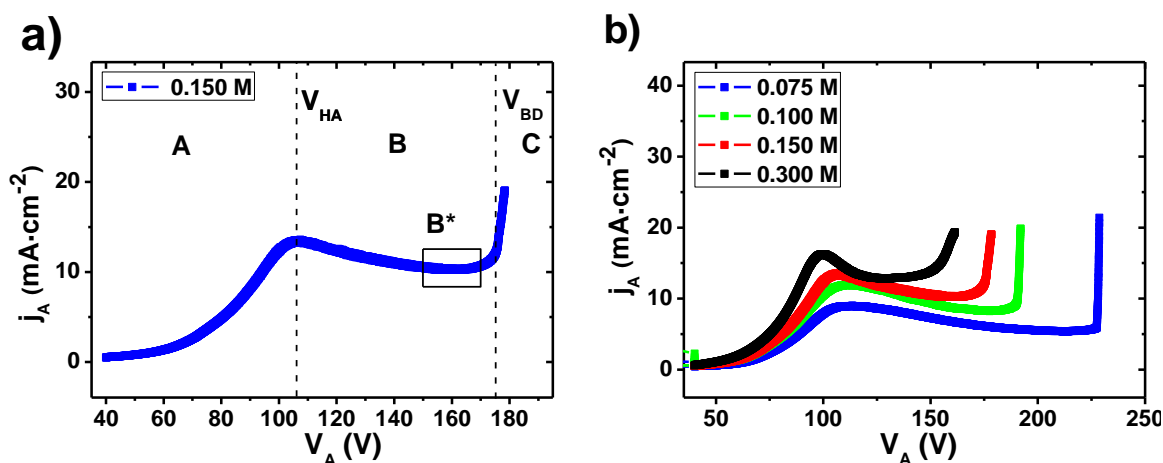 a)
0.150 M
V_HA
V_BD
A
B
C
B*
j_A (mA·cm⁻²)
30
20
10
0
40
60
80
100
120
140
160
180
V_A (V)
b)
0.075 M
0.100 M
0.150 M
0.300 M
j_A (mA·cm⁻²)
40
30
20
10
0
50
100
150
200
250
V_A (V)